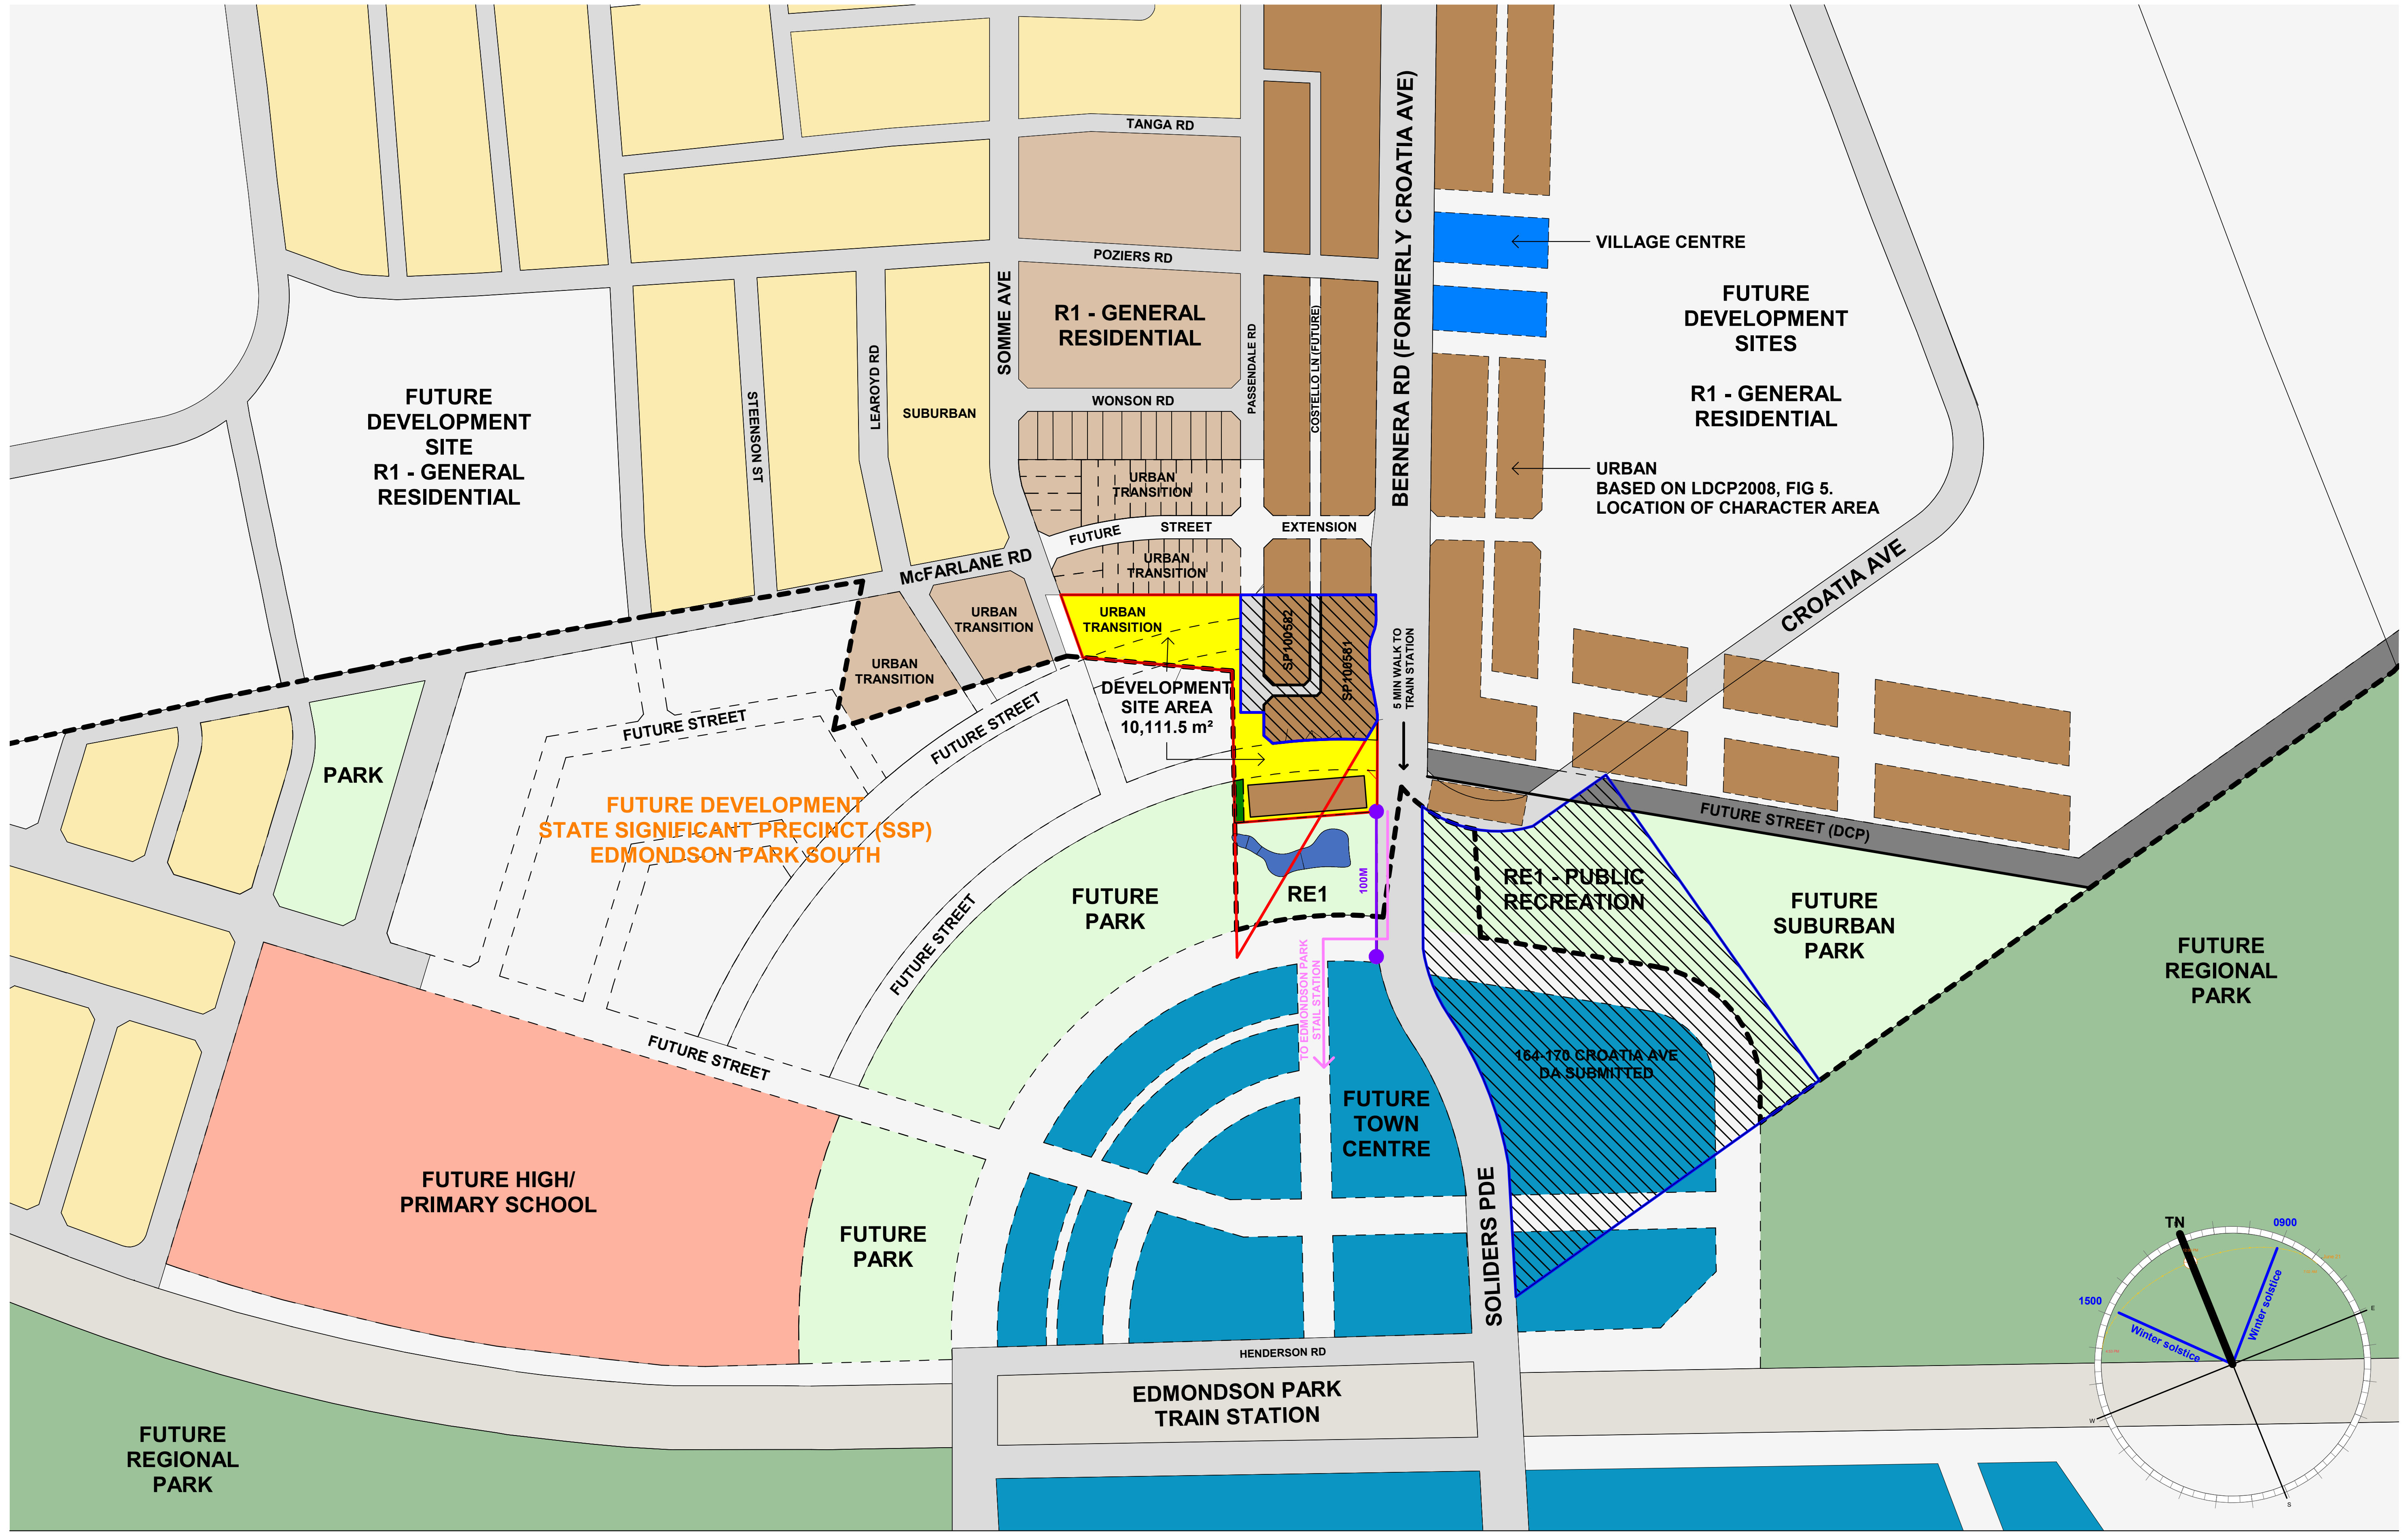 TANGA RD
BERNERA RD (FORMERLY CROATIA AVE)
VILLAGE CENTRE
POZIERS RD
SOMME AVE
R1 - GENERAL
RESIDENTIAL
PASSENDALE RD
COSTELLO LN (FUTURE)
FUTURE
DEVELOPMENT
SITES
R1 - GENERAL
RESIDENTIAL
FUTURE
DEVELOPMENT
SITE
R1 - GENERAL
RESIDENTIAL
STEENSON ST
LEAROYD RD
SUBURBAN
WONSON RD
URBAN
TRANSITION
URBAN
BASED ON LDCP2008, FIG 5.
LOCATION OF CHARACTER AREA
FUTURE
STREET
EXTENSION
McFARLANE RD
URBAN
TRANSITION
CROATIA AVE
URBAN
TRANSITION
URBAN
TRANSITION
URBAN
TRANSITION
SP100582
SP100581
5 MIN WALK TO
TRAIN STATION
DEVELOPMENT
SITE AREA
10,111.5 m²
FUTURE STREET
FUTURE STREET
PARK
FUTURE DEVELOPMENT
STATE SIGNIFICANT PRECINCT (SSP)
EDMONDSON PARK SOUTH
FUTURE STREET (DCP)
FUTURE
PARK
RE1
100M
RE1 - PUBLIC
RECREATION
FUTURE
SUBURBAN
PARK
FUTURE
REGIONAL
PARK
FUTURE STREET
TO EDMONDSON PARK
STAIL STATION
FUTURE STREET
164-170 CROATIA AVE
DA SUBMITTED
FUTURE
TOWN
CENTRE
FUTURE HIGH/
PRIMARY SCHOOL
FUTURE
PARK
SOLIDERS PDE
HENDERSON RD
EDMONDSON PARK
TRAIN STATION
FUTURE
REGIONAL
PARK
TN
0900
1500
Winter solstice
Winter solstice
E
W
S